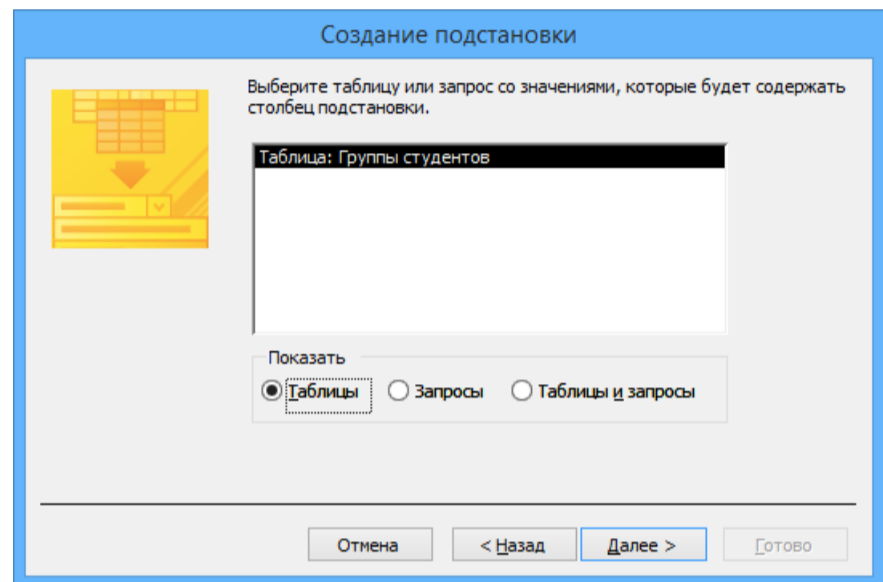 Создание подстановки
Выберите таблицу или запрос со значениями, которые будет содержать
столбец подстановки.
Таблица: Группы студентов
Показать
Таблицы Запросы Таблицы и запросы
Отмена < Назад Далее > Готово